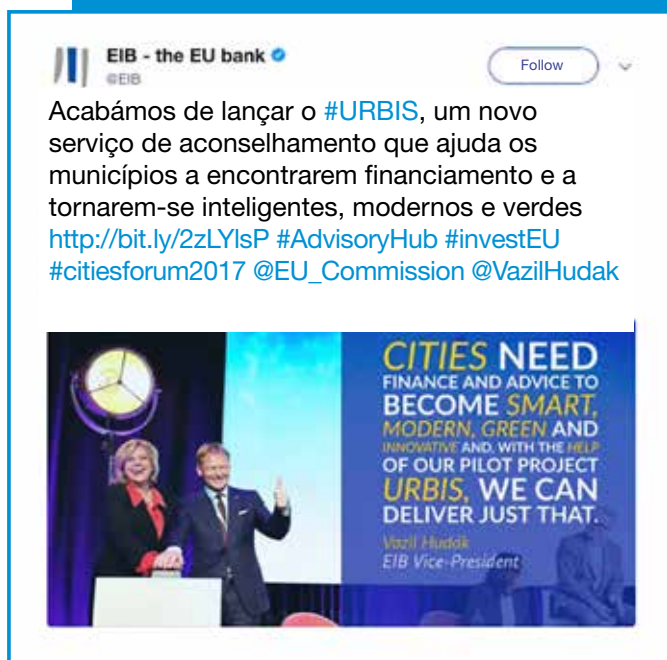 EIB - the EU bank
@EIB
Follow
Acabámos de lançar o #URBIS, um novo
serviço de aconselhamento que ajuda os
municípios a encontrarem financiamento e a
tornarem-se inteligentes, modernos e verdes
http://bit.ly/2zLYlsP #AdvisoryHub #investEU
#citiesforum2017 @EU_Commission @VazilHudak
CITIES NEED
FINANCE AND ADVICE TO
BECOME SMART,
MODERN, GREEN AND
INNOVATIVE AND, WITH THE HELP
OF OUR PILOT PROJECT
URBIS, WE CAN
DELIVER JUST THAT.
Vazil Hudak
EIB Vice-President